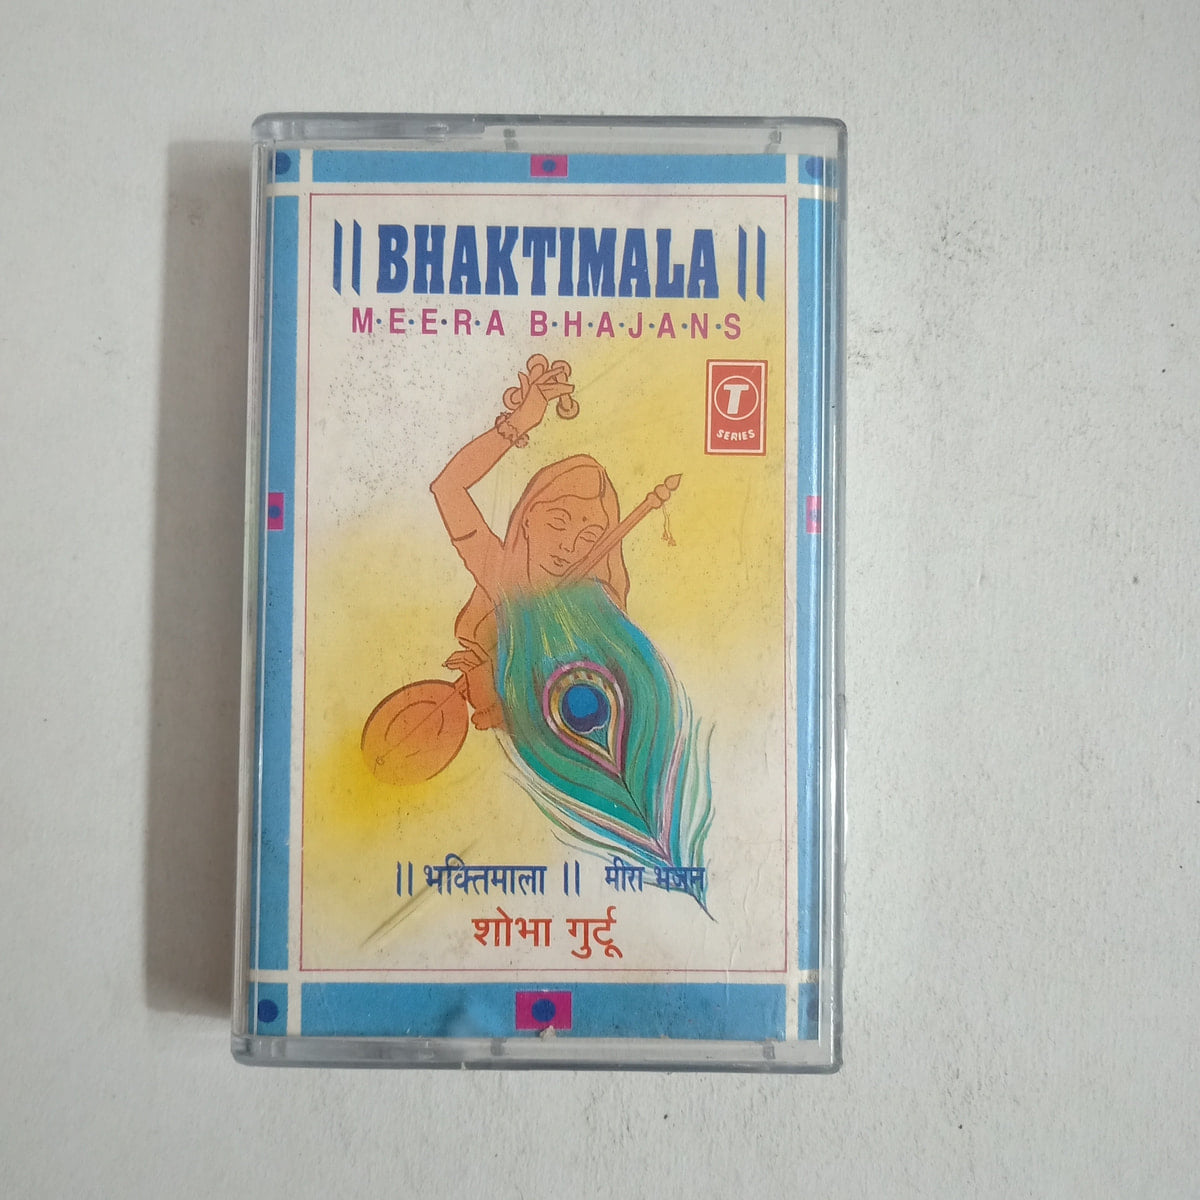 || BHAKTIMALA ||
M·E·E·R·A B·H·A·J·A·N·S
T
SERIES
|| भक्तिमाला || मीरा भजन
शोभा गुर्टू